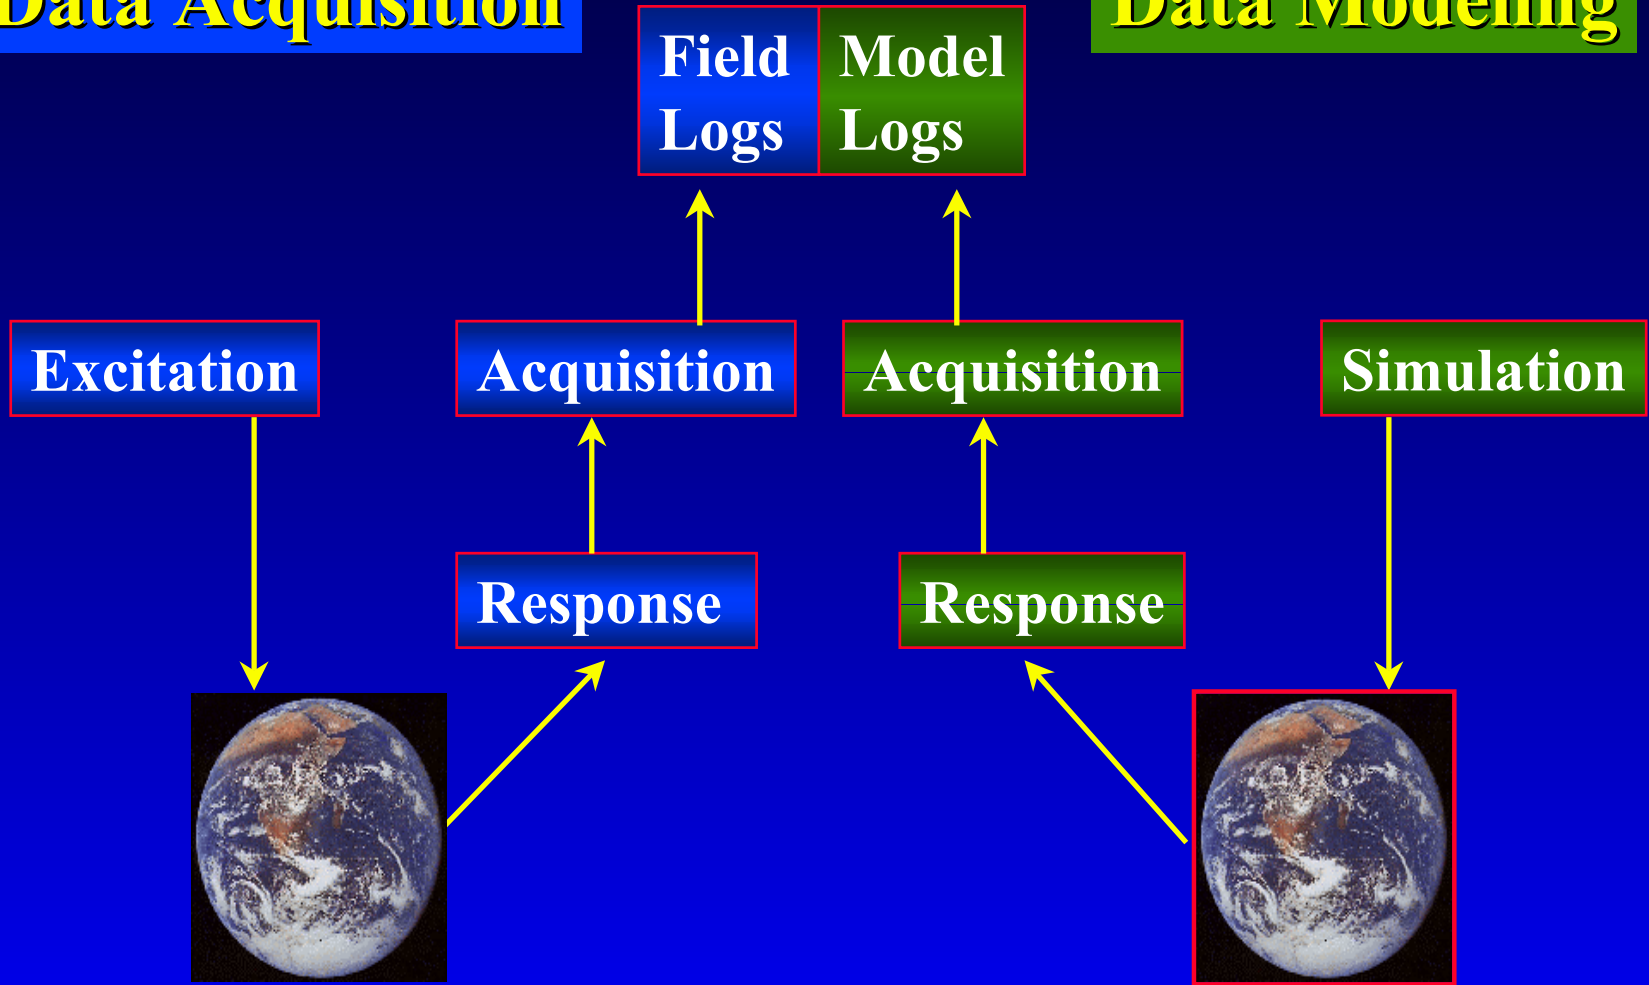 Data Acquisition
Data Modeling
Field
Logs
Model
Logs
Excitation
Acquisition
Acquisition
Simulation
Response
Response